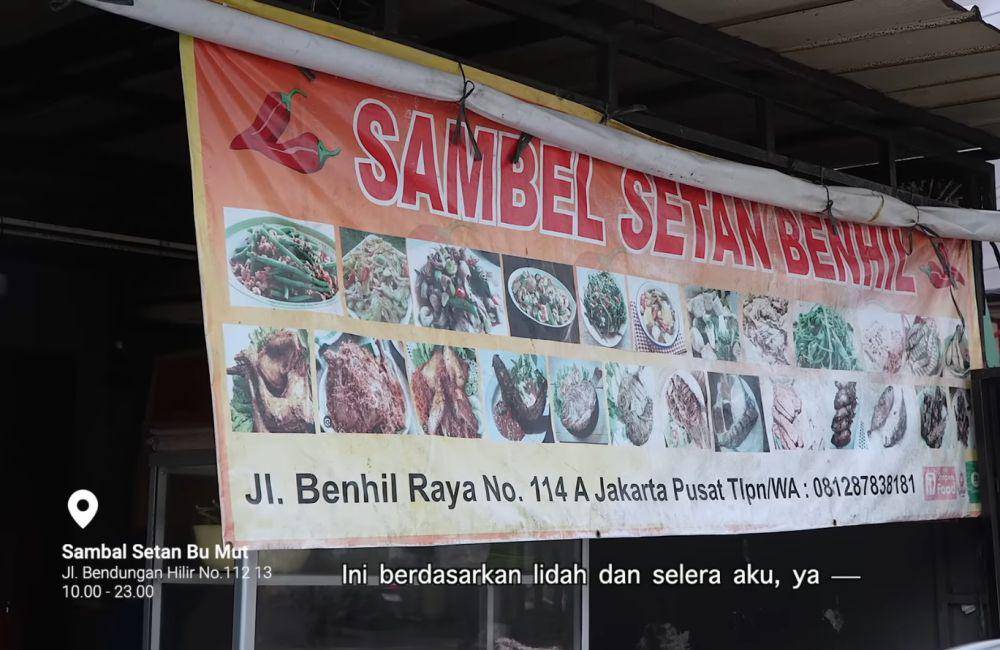 SAMBEL SETAN BENHIL
Jl. Benhil Raya No. 114 A Jakarta Pusat Tlpn/WA : 081287838181
Food
Sambal Setan Bu Mut
Jl. Bendungan Hilir No.112 13
10.00 - 23.00
Ini berdasarkan lidah dan selera aku, ya —